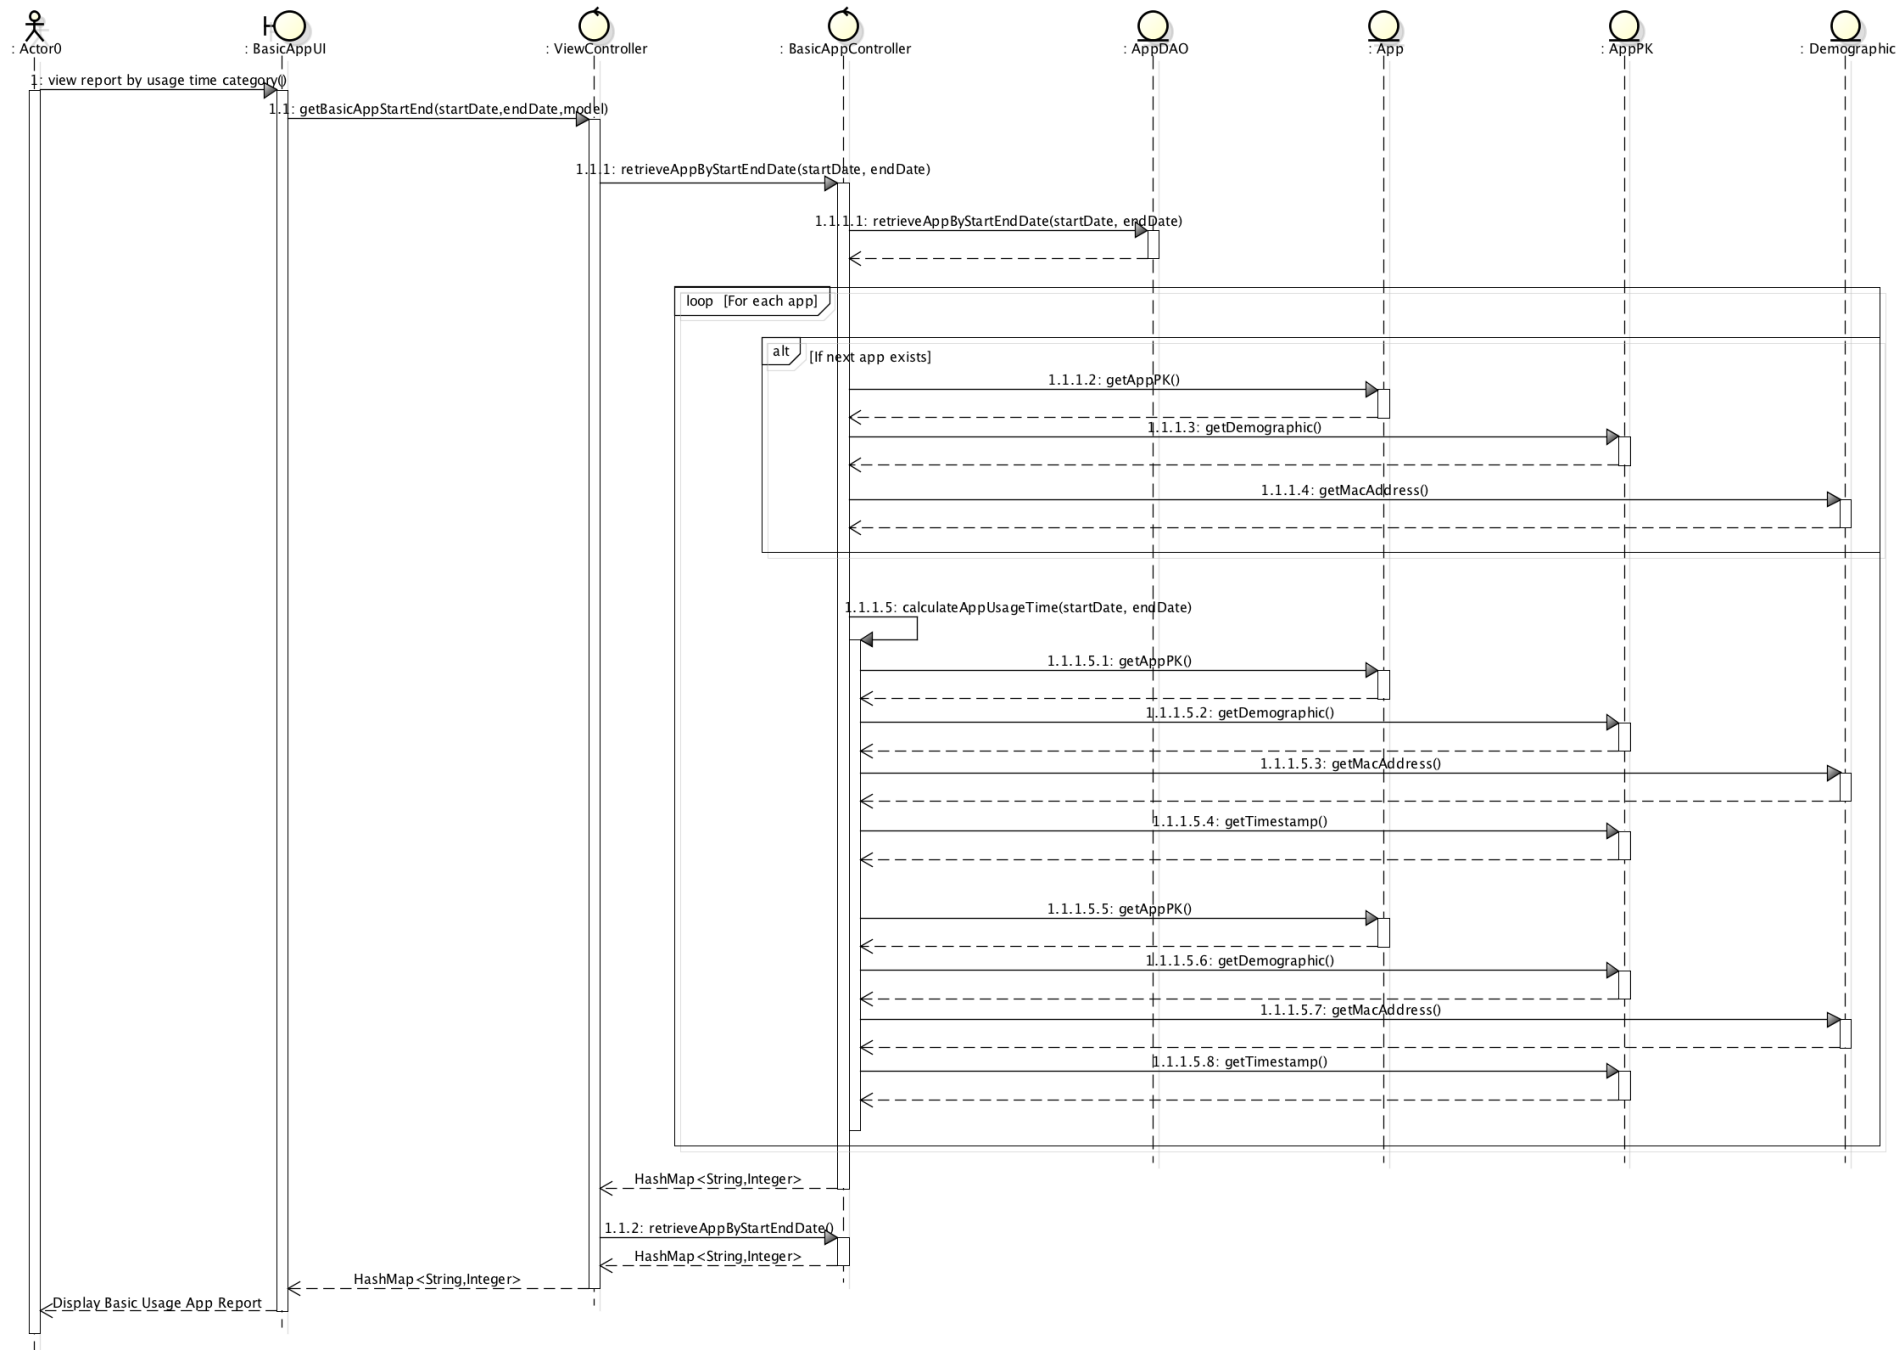 : Actor0
: BasicAppUI
: ViewController
: BasicAppController
: AppDAO
: App
: AppPK
: Demographic
1: view report by usage time category()
1.1: getBasicAppStartEnd(startDate,endDate,model)
1.1.1: retrieveAppByStartEndDate(startDate, endDate)
1.1.1.1: retrieveAppByStartEndDate(startDate, endDate)
loop [For each app]
alt
[If next app exists]
1.1.1.2: getAppPK()
1.1.1.3: getDemographic()
1.1.1.4: getMacAddress()
1.1.1.5: calculateAppUsageTime(startDate, endDate)
1.1.1.5.1: getAppPK()
1.1.1.5.2: getDemographic()
1.1.1.5.3: getMacAddress()
1.1.1.5.4: getTimestamp()
1.1.1.5.5: getAppPK()
1.1.1.5.6: getDemographic()
1.1.1.5.7: getMacAddress()
1.1.1.5.8: getTimestamp()
HashMap<String,Integer>
1.1.2: retrieveAppByStartEndDate()
HashMap<String,Integer>
HashMap<String,Integer>
Display Basic Usage App Report